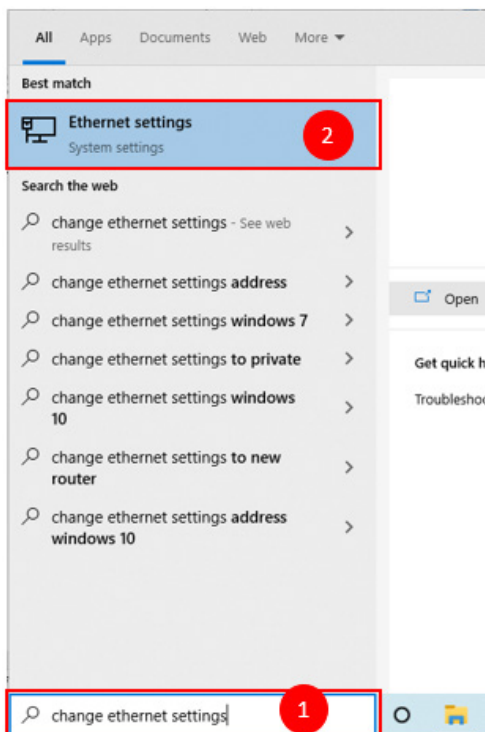 All Apps Documents Web More
Best match
Ethernet settings
System settings
2
Search the web
change ethernet settings - See web
results
change ethernet settings address
change ethernet settings windows 7
change ethernet settings to private
change ethernet settings windows
10
change ethernet settings to new
router
change ethernet settings address
windows 10
Open
Get quick h
Troubleshoo
change ethernet settings
1